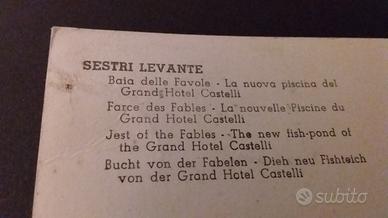 SESTRI LEVANTE
Baia delle Favole - La nuova piscina del
Grand Hotel Castelli
Farce des Fables - La nouvelle Piscine du
Grand Hotel Castelli
Jest of the Fables - The new fish-pond of
the Grand Hotel Castelli
Bucht von der Fabelen - Dieh neu Fishteich
von der Grand Hotel Castelli
subito